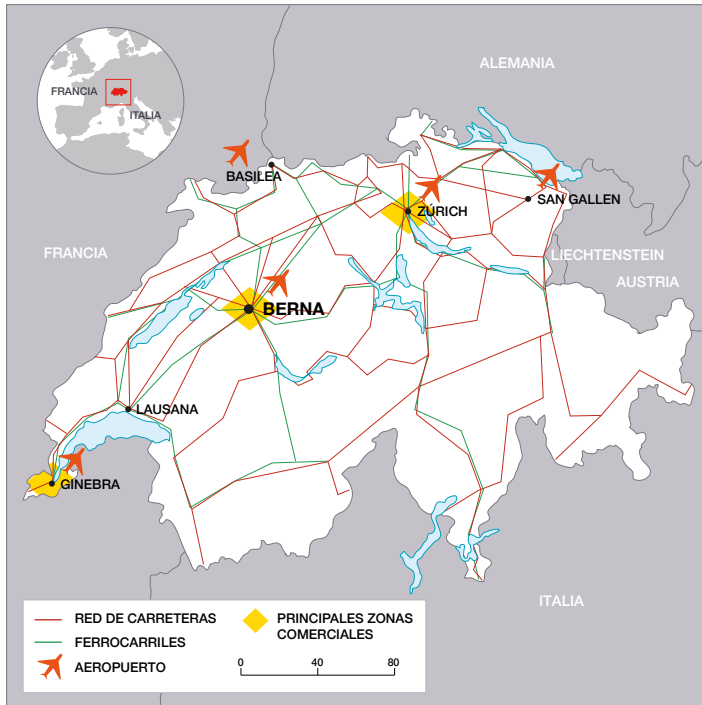 ALEMANIA
FRANCIA
ITALIA
BASILEA
ZÚRICH
SAN GALLEN
FRANCIA
LIECHTENSTEIN
AUSTRIA
BERNA
LAUSANA
GINEBRA
ITALIA
RED DE CARRETERAS
FERROCARRILES
AEROPUERTO
PRINCIPALES ZONAS
COMERCIALES
0 40 80